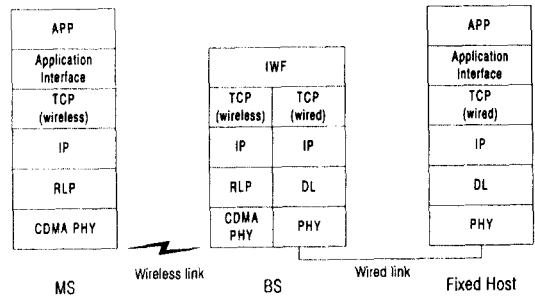 APP
Application
Interface
TCP
(wireless)
IP
RLP
CDMA PHY
MS
Wireless link
IWF
TCP
(wireless)
IP
RLP
CDMA
PHY
TCP
(wired)
IP
DL
PHY
BS
Wired link
APP
Application
Interface
TCP
(wired)
IP
DL
PHY
Fixed Host